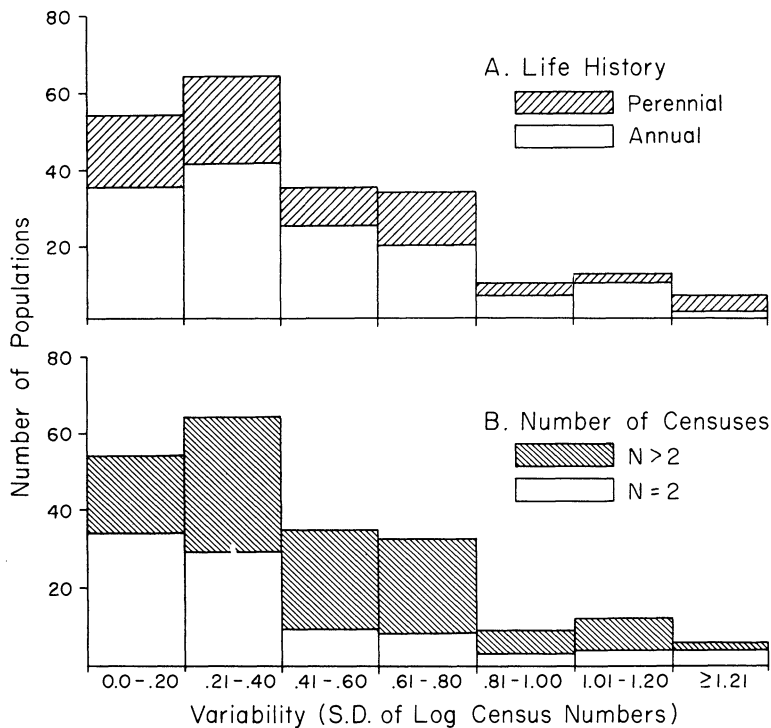 80
60
40
20
A. Life History
Perennial
Annual
Number of Populations
80
60
40
20
B. Number of Censuses
N > 2
N = 2
0.0 - .20 .21 - .40 .41 - .60 .61 - .80 .81 - 1.00 1.01 - 1.20 ≥ 1.21
Variability (S.D. of Log Census Numbers)